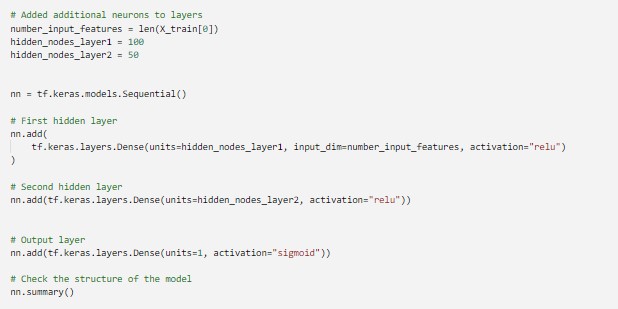 # Added additional neurons to layers
number_input_features = len(X_train[0])
hidden_nodes_layer1 = 100
hidden_nodes_layer2 = 50
nn = tf.keras.models.Sequential()
# First hidden layer
nn.add(
    tf.keras.layers.Dense(units=hidden_nodes_layer1, input_dim=number_input_features, activation="relu")
)
# Second hidden layer
nn.add(tf.keras.layers.Dense(units=hidden_nodes_layer2, activation="relu"))
# Output layer
nn.add(tf.keras.layers.Dense(units=1, activation="sigmoid"))
# Check the structure of the model
nn.summary()